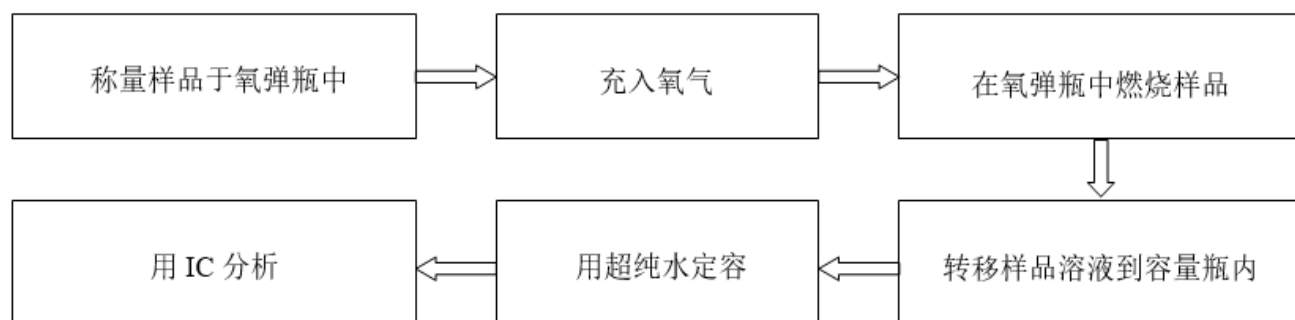 称量样品于氧弹瓶中
充入氧气
在氧弹瓶中燃烧样品
转移样品溶液到容量瓶内
用超纯水定容
用 IC 分析